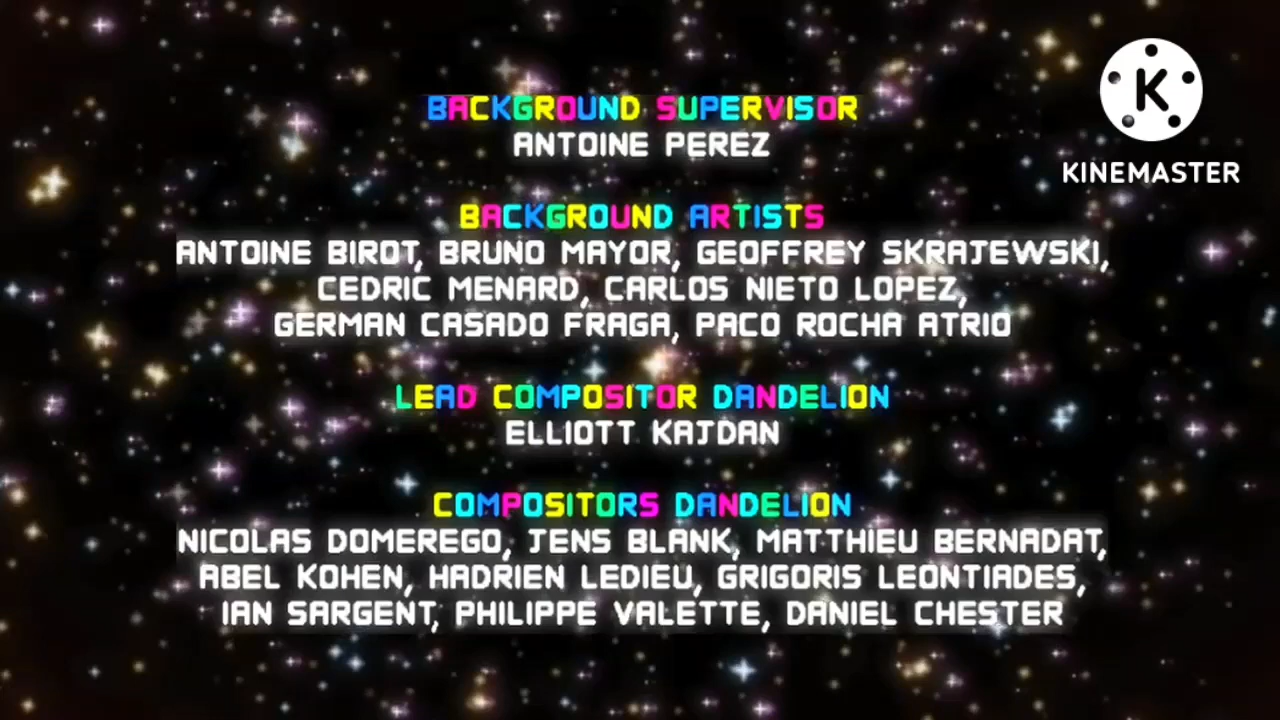 BACKGROUND SUPERVISOR
ANTOINE PEREZ
K
KINEMASTER
BACKGROUND ARTISTS
ANTOINE BIROT, BRUNO MAYOR, GEOFFREY SKRAJEWSKI,
CEDRIC MENARD, CARLOS NIETO LOPEZ,
GERMAN CASADO FRAGA, PACO ROCHA ATRIO
LEAD COMPOSITOR DANDELION
ELLIOTT KAJDAN
COMPOSITORS DANDELION
NICOLAS DOMEREGO, JENS BLANK, MATTHIEU BERNADAT,
ABEL KOHEN, HADRIEN LEDIEU, GRIGORIS LEONTIADES,
IAN SARGENT, PHILIPPE VALETTE, DANIEL CHESTER